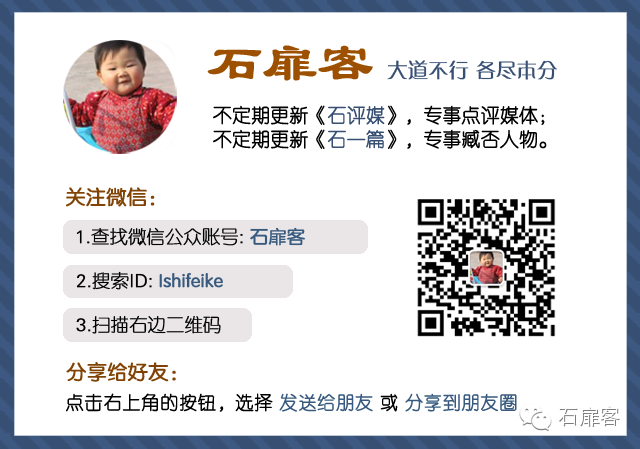 石扉客 大道不行 各尽本分
不定期更新《石评媒》，专事点评媒体；
不定期更新《石一篇》，专事臧否人物。
关注微信：
1.查找微信公众账号: 石扉客
2.搜索ID: Ishifeike
3.扫描右边二维码
分享给好友：
点击右上角的按钮，选择 发送给朋友 或 分享到朋友圈
石扉客